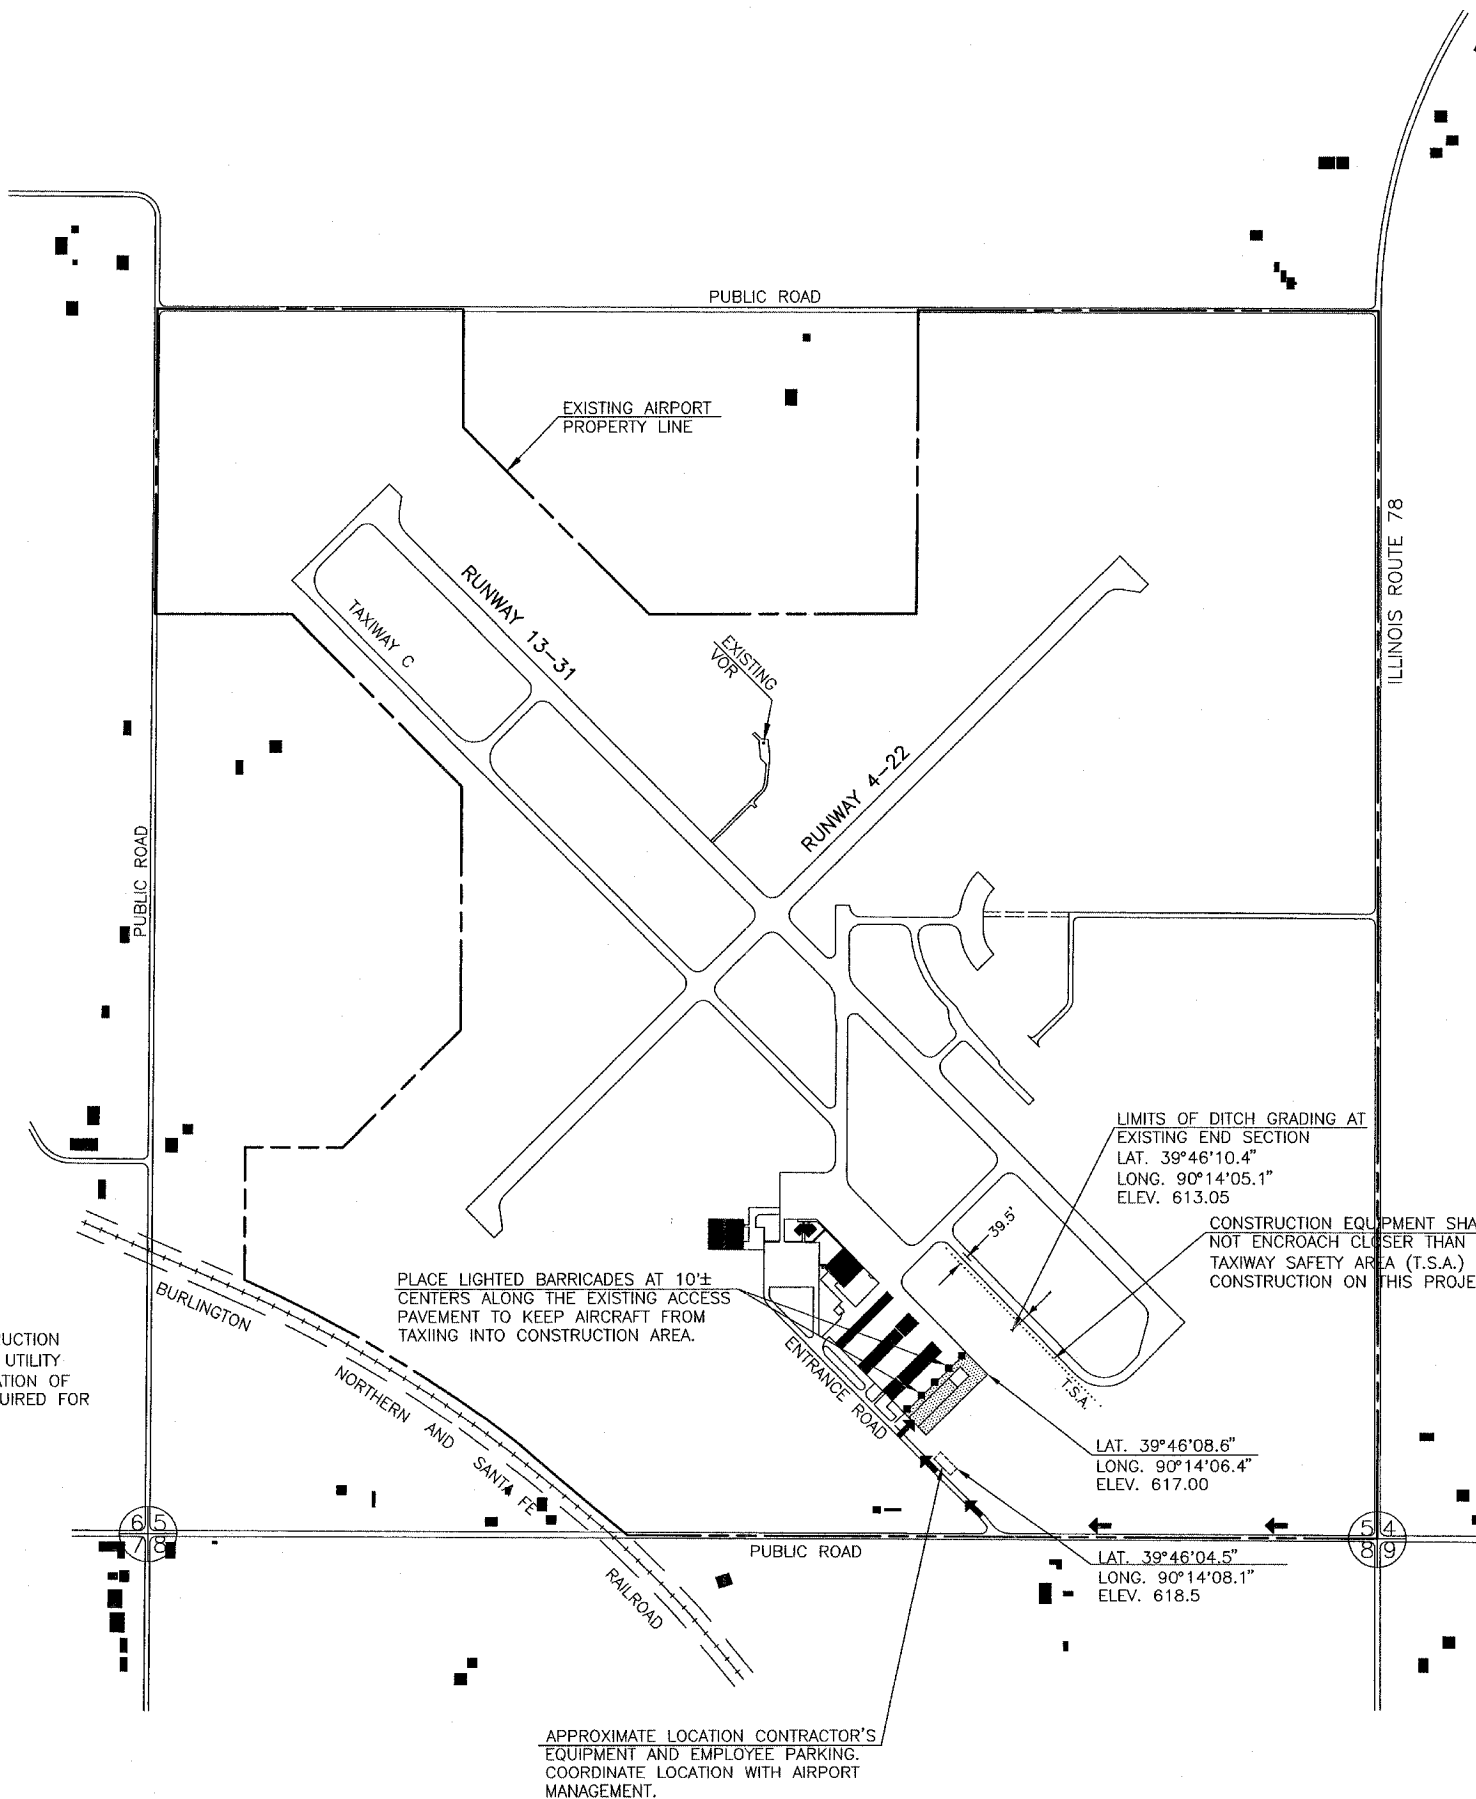 PUBLIC ROAD
EXISTING AIRPORT
PROPERTY LINE
ILLINOIS ROUTE 78
RUNWAY 13-31
TAXIWAY C
EXISTING
VOR
RUNWAY 4-22
PUBLIC ROAD
LIMITS OF DITCH GRADING AT
EXISTING END SECTION
LAT. 39°46'10.4"
LONG. 90°14'05.1"
ELEV. 613.05
39.5'
CONSTRUCTION EQUIPMENT SHA
NOT ENCROACH CLOSER THAN
TAXIWAY SAFETY AREA (T.S.A.)
CONSTRUCTION ON THIS PROJE
PLACE LIGHTED BARRICADES AT 10'±
CENTERS ALONG THE EXISTING ACCESS
PAVEMENT TO KEEP AIRCRAFT FROM
TAXIING INTO CONSTRUCTION AREA.
BURLINGTON
NORTHERN AND
SANTA FE
RAILROAD
UCTION
UTILITY
ATION OF
UIRED FOR
ENTRANCE ROAD
T.S.A.
LAT. 39°46'08.6"
LONG. 90°14'06.4"
ELEV. 617.00
6 5
7 8
5 4
8 9
PUBLIC ROAD
LAT. 39°46'04.5"
LONG. 90°14'08.1"
ELEV. 618.5
APPROXIMATE LOCATION CONTRACTOR'S
EQUIPMENT AND EMPLOYEE PARKING.
COORDINATE LOCATION WITH AIRPORT
MANAGEMENT.